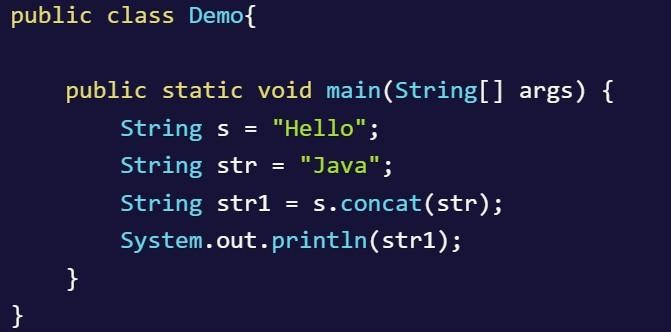 public class Demo{
public static void main(String[] args) {
String s = "Hello";
String str = "Java";
String str1 = s.concat(str);
System.out.println(str1);
}
}